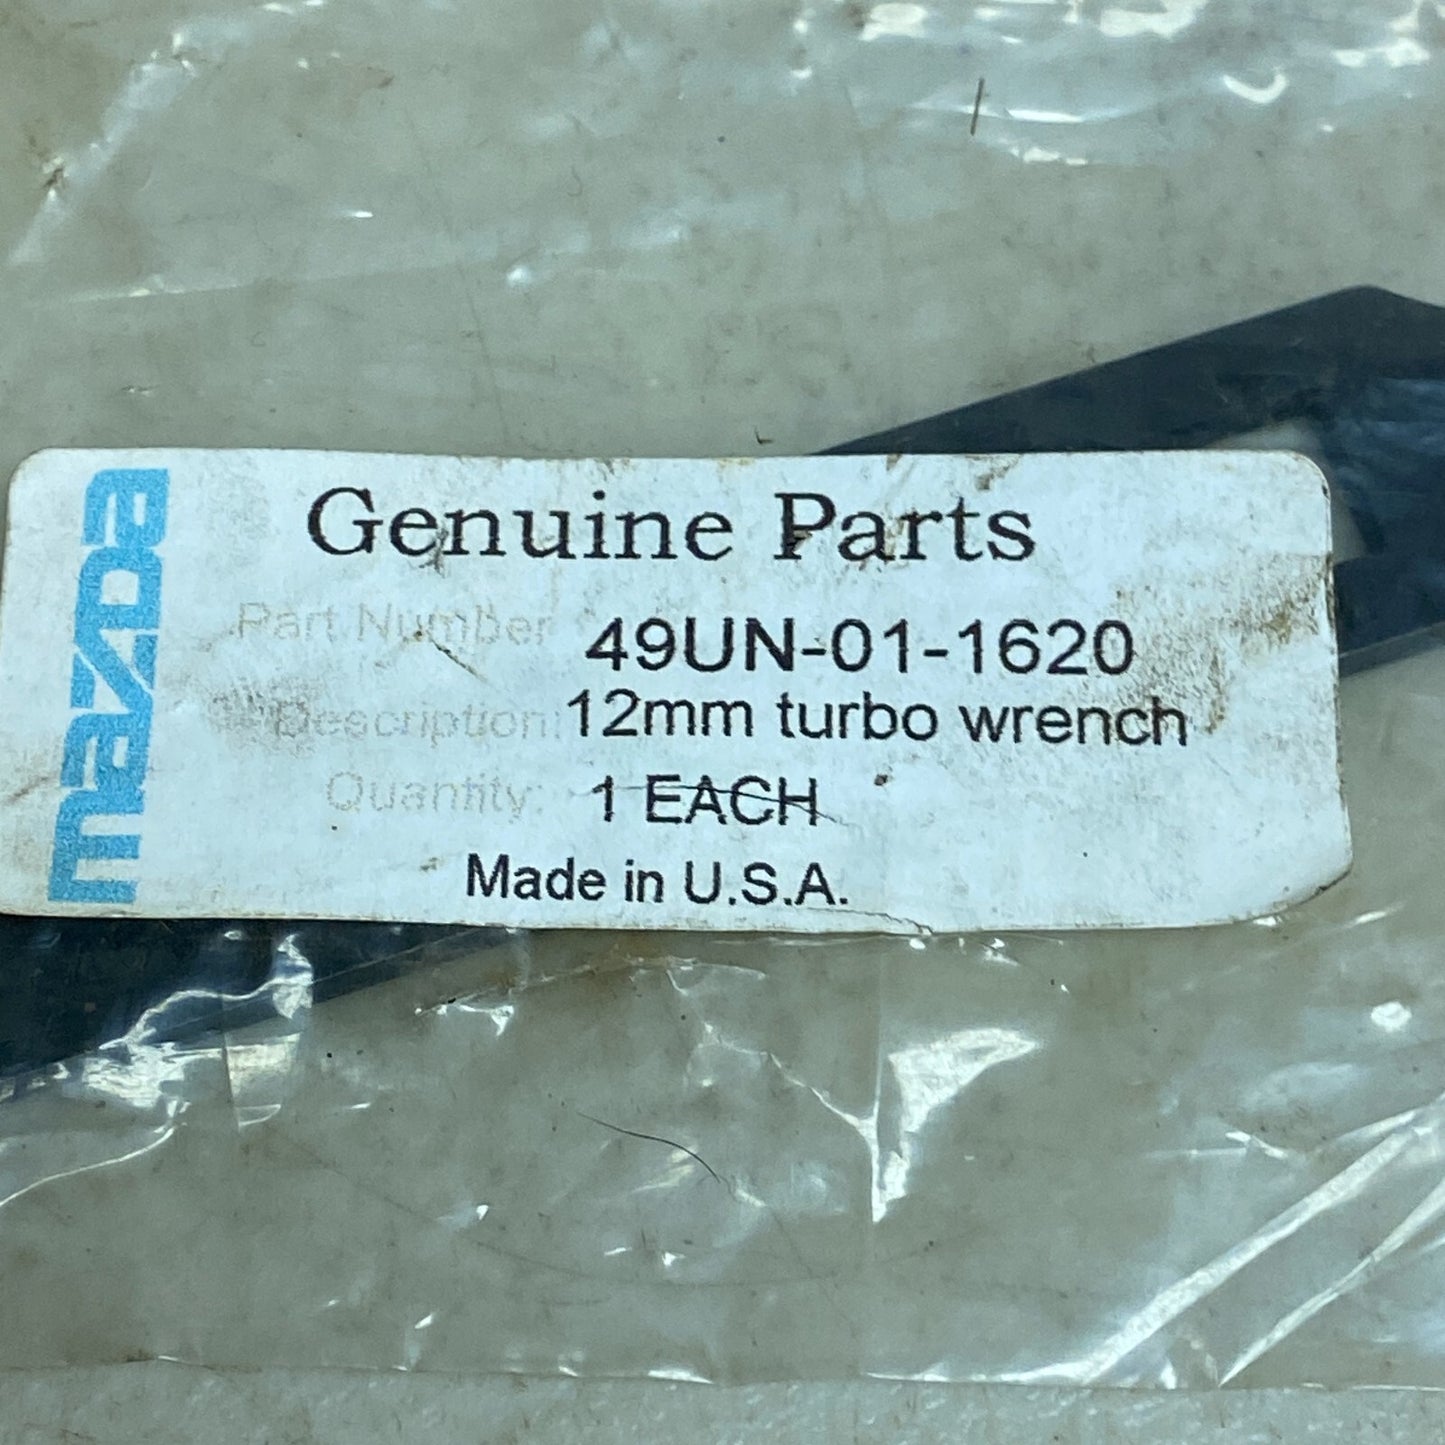 mazda
Genuine Parts
Part Number 49UN-01-1620
Description: 12mm turbo wrench
Quantity: 1 EACH
Made in U.S.A.